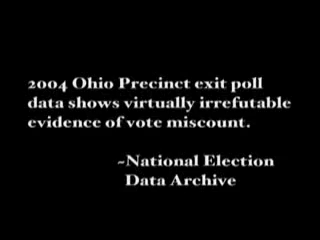 2004 Ohio Precinct exit poll
data shows virtually irrefutable
evidence of vote miscount.
-National Election
Data Archive